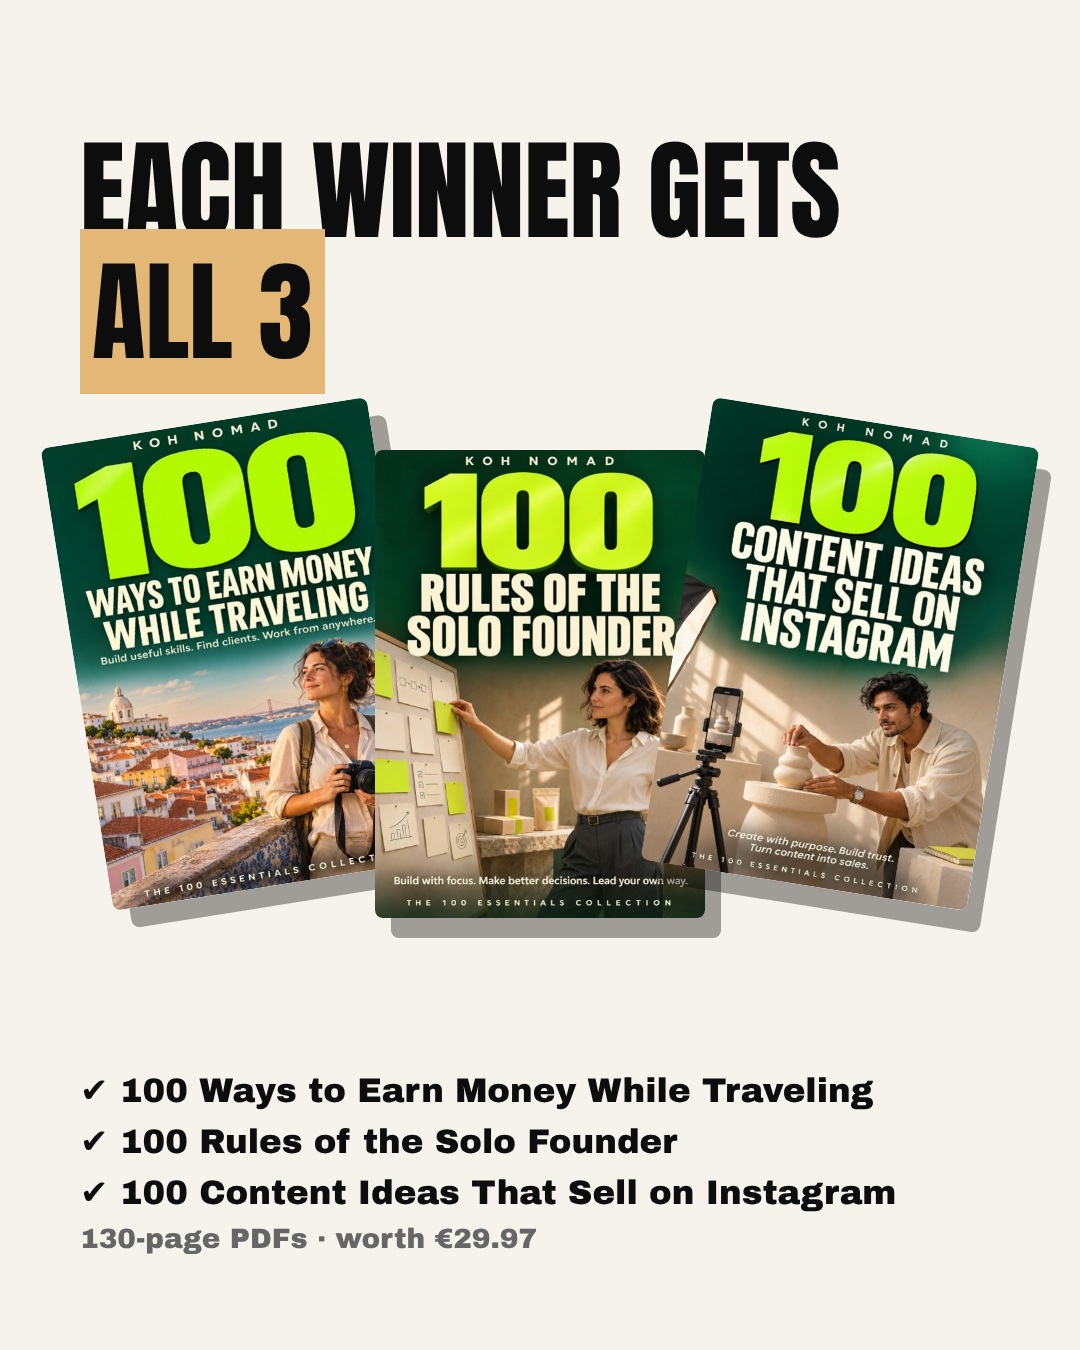 EACH WINNER GETS
ALL 3
KOH NOMAD
100
WAYS TO EARN MONEY
WHILE TRAVELING
Build useful skills. Find clients. Work from anywhere.
THE 100 ESSENTIALS COLLECT
KOH NOMAD
100
RULES OF THE
SOLO FOUNDER
Build with focus. Make better decisions. Lead your own way.
THE 100 ESSENTIALS COLLECTION
KOH NOMAD
100
CONTENT IDEAS
THAT SELL ON
INSTAGRAM
Create with purpose. Build trust.
Turn content into sales.
THE 100 ESSENTIALS COLLECTION
✔ 100 Ways to Earn Money While Traveling
✔ 100 Rules of the Solo Founder
✔ 100 Content Ideas That Sell on Instagram
130-page PDFs · worth €29.97